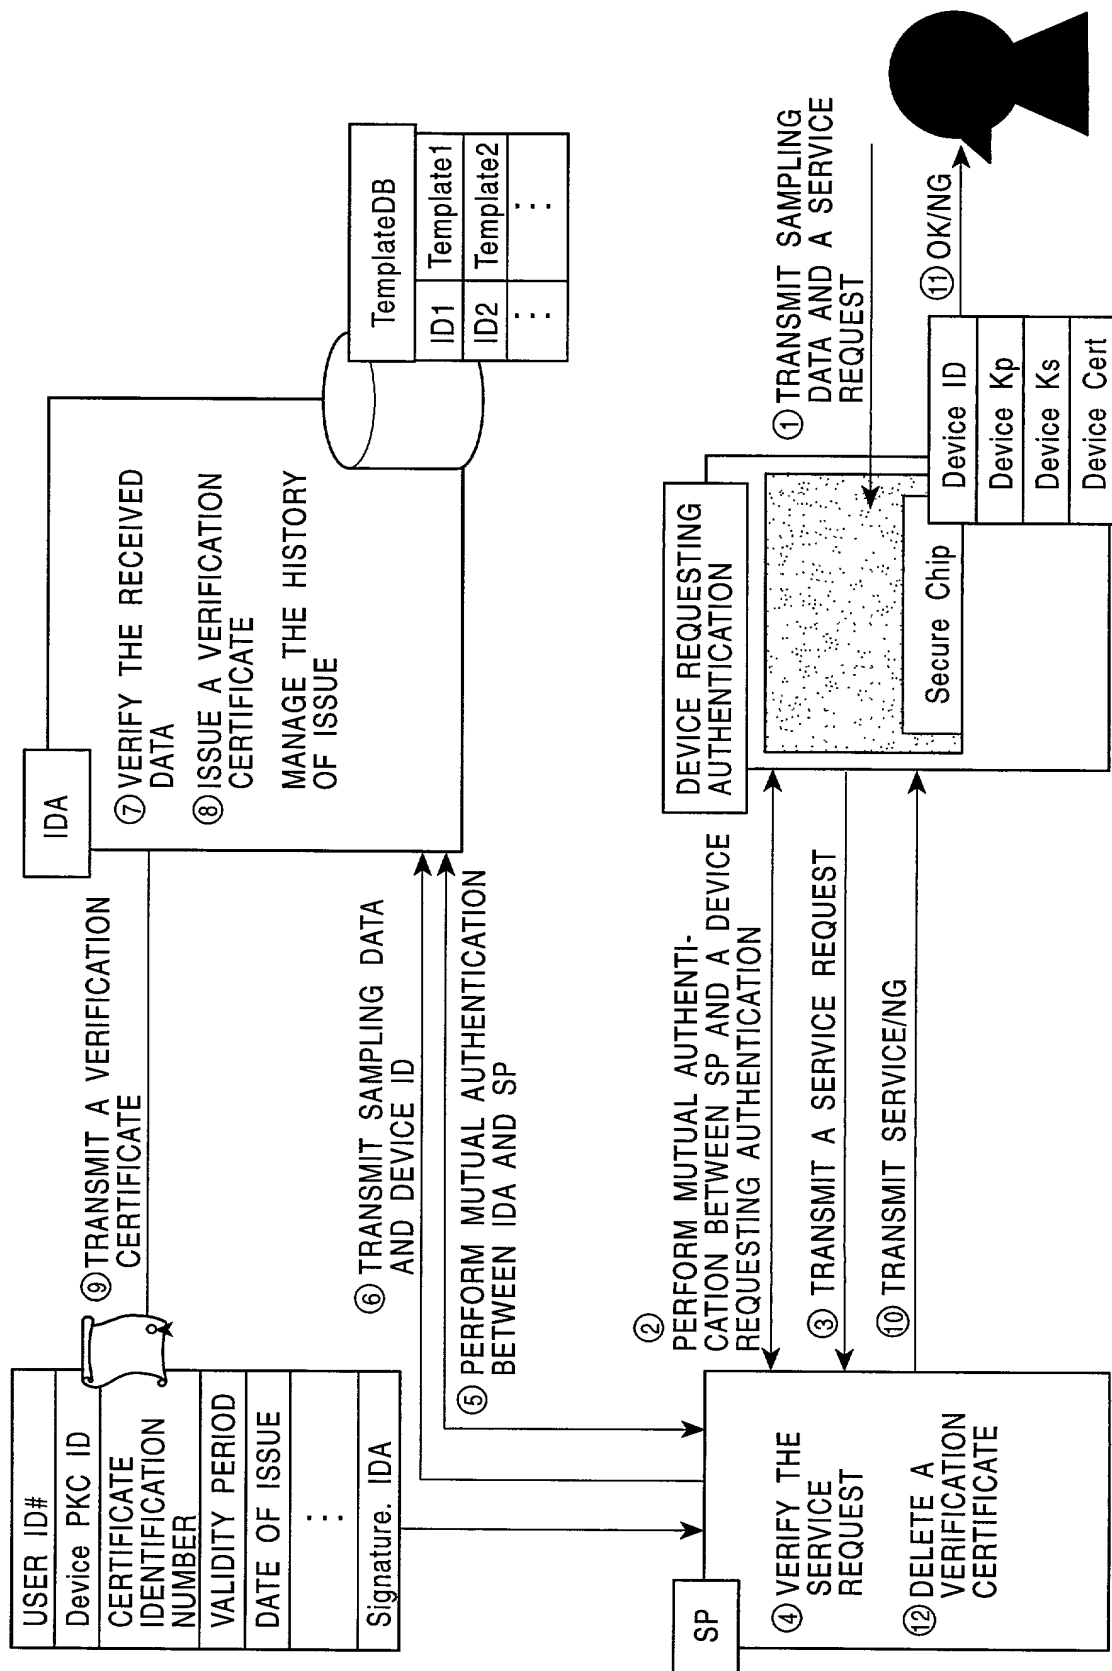 USER ID#
Device PKC ID
CERTIFICATE
IDENTIFICATION
NUMBER
VALIDITY PERIOD
DATE OF ISSUE
⋮
Signature. IDA
⑨ TRANSMIT A VERIFICATION
CERTIFICATE
IDA
⑦ VERIFY THE RECEIVED
DATA
⑧ ISSUE A VERIFICATION
CERTIFICATE
MANAGE THE HISTORY
OF ISSUE
TemplateDB
ID1 Template1
ID2 Template2
⋮ ⋮
⑥ TRANSMIT SAMPLING DATA
AND DEVICE ID
⑤ PERFORM MUTUAL AUTHENTICATION
BETWEEN IDA AND SP
SP
④ VERIFY THE
SERVICE
REQUEST
⑫ DELETE A
VERIFICATION
CERTIFICATE
②
PERFORM MUTUAL AUTHENTI-
CATION BETWEEN SP AND A DEVICE
REQUESTING AUTHENTICATION
③ TRANSMIT A SERVICE REQUEST
⑩ TRANSMIT SERVICE/NG
DEVICE REQUESTING
AUTHENTICATION
Secure Chip
Device ID
Device Kp
Device Ks
Device Cert
① TRANSMIT SAMPLING
DATA AND A SERVICE
REQUEST
⑪ OK/NG